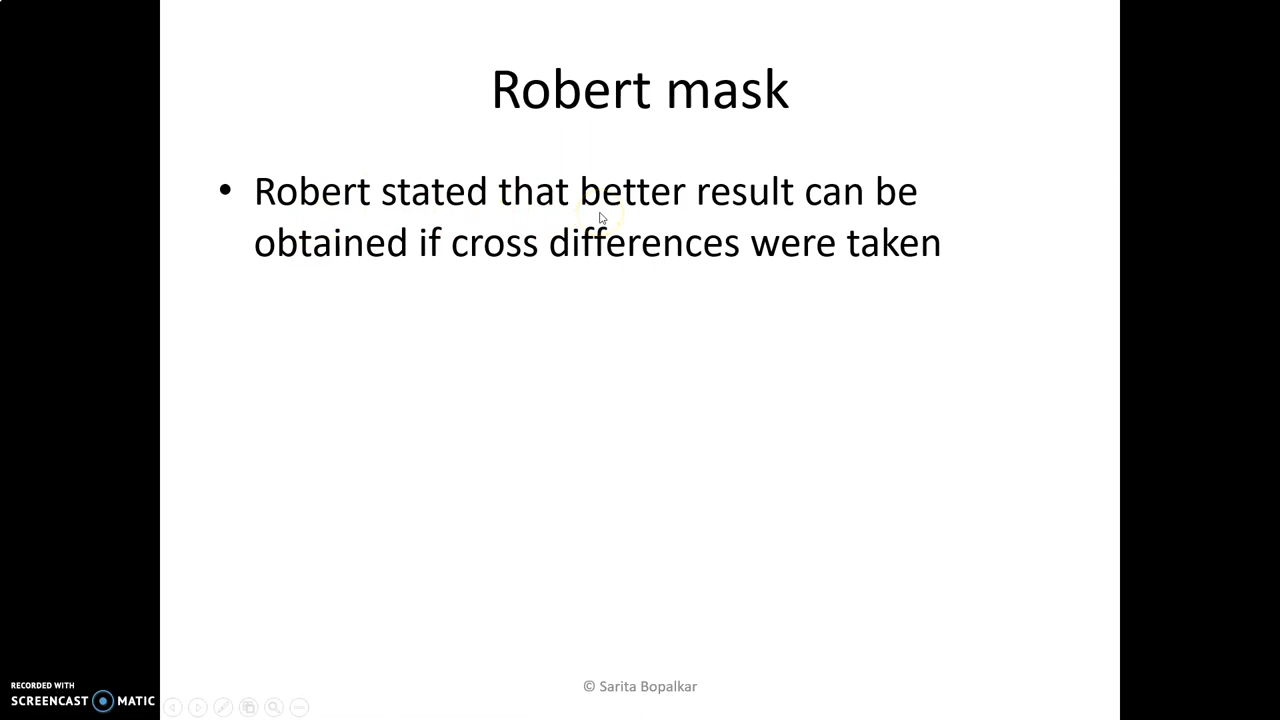 Robert mask
• Robert stated that better result can be
obtained if cross differences were taken
© Sarita Bopalkar
RECORDED WITH
SCREENCAST MATIC